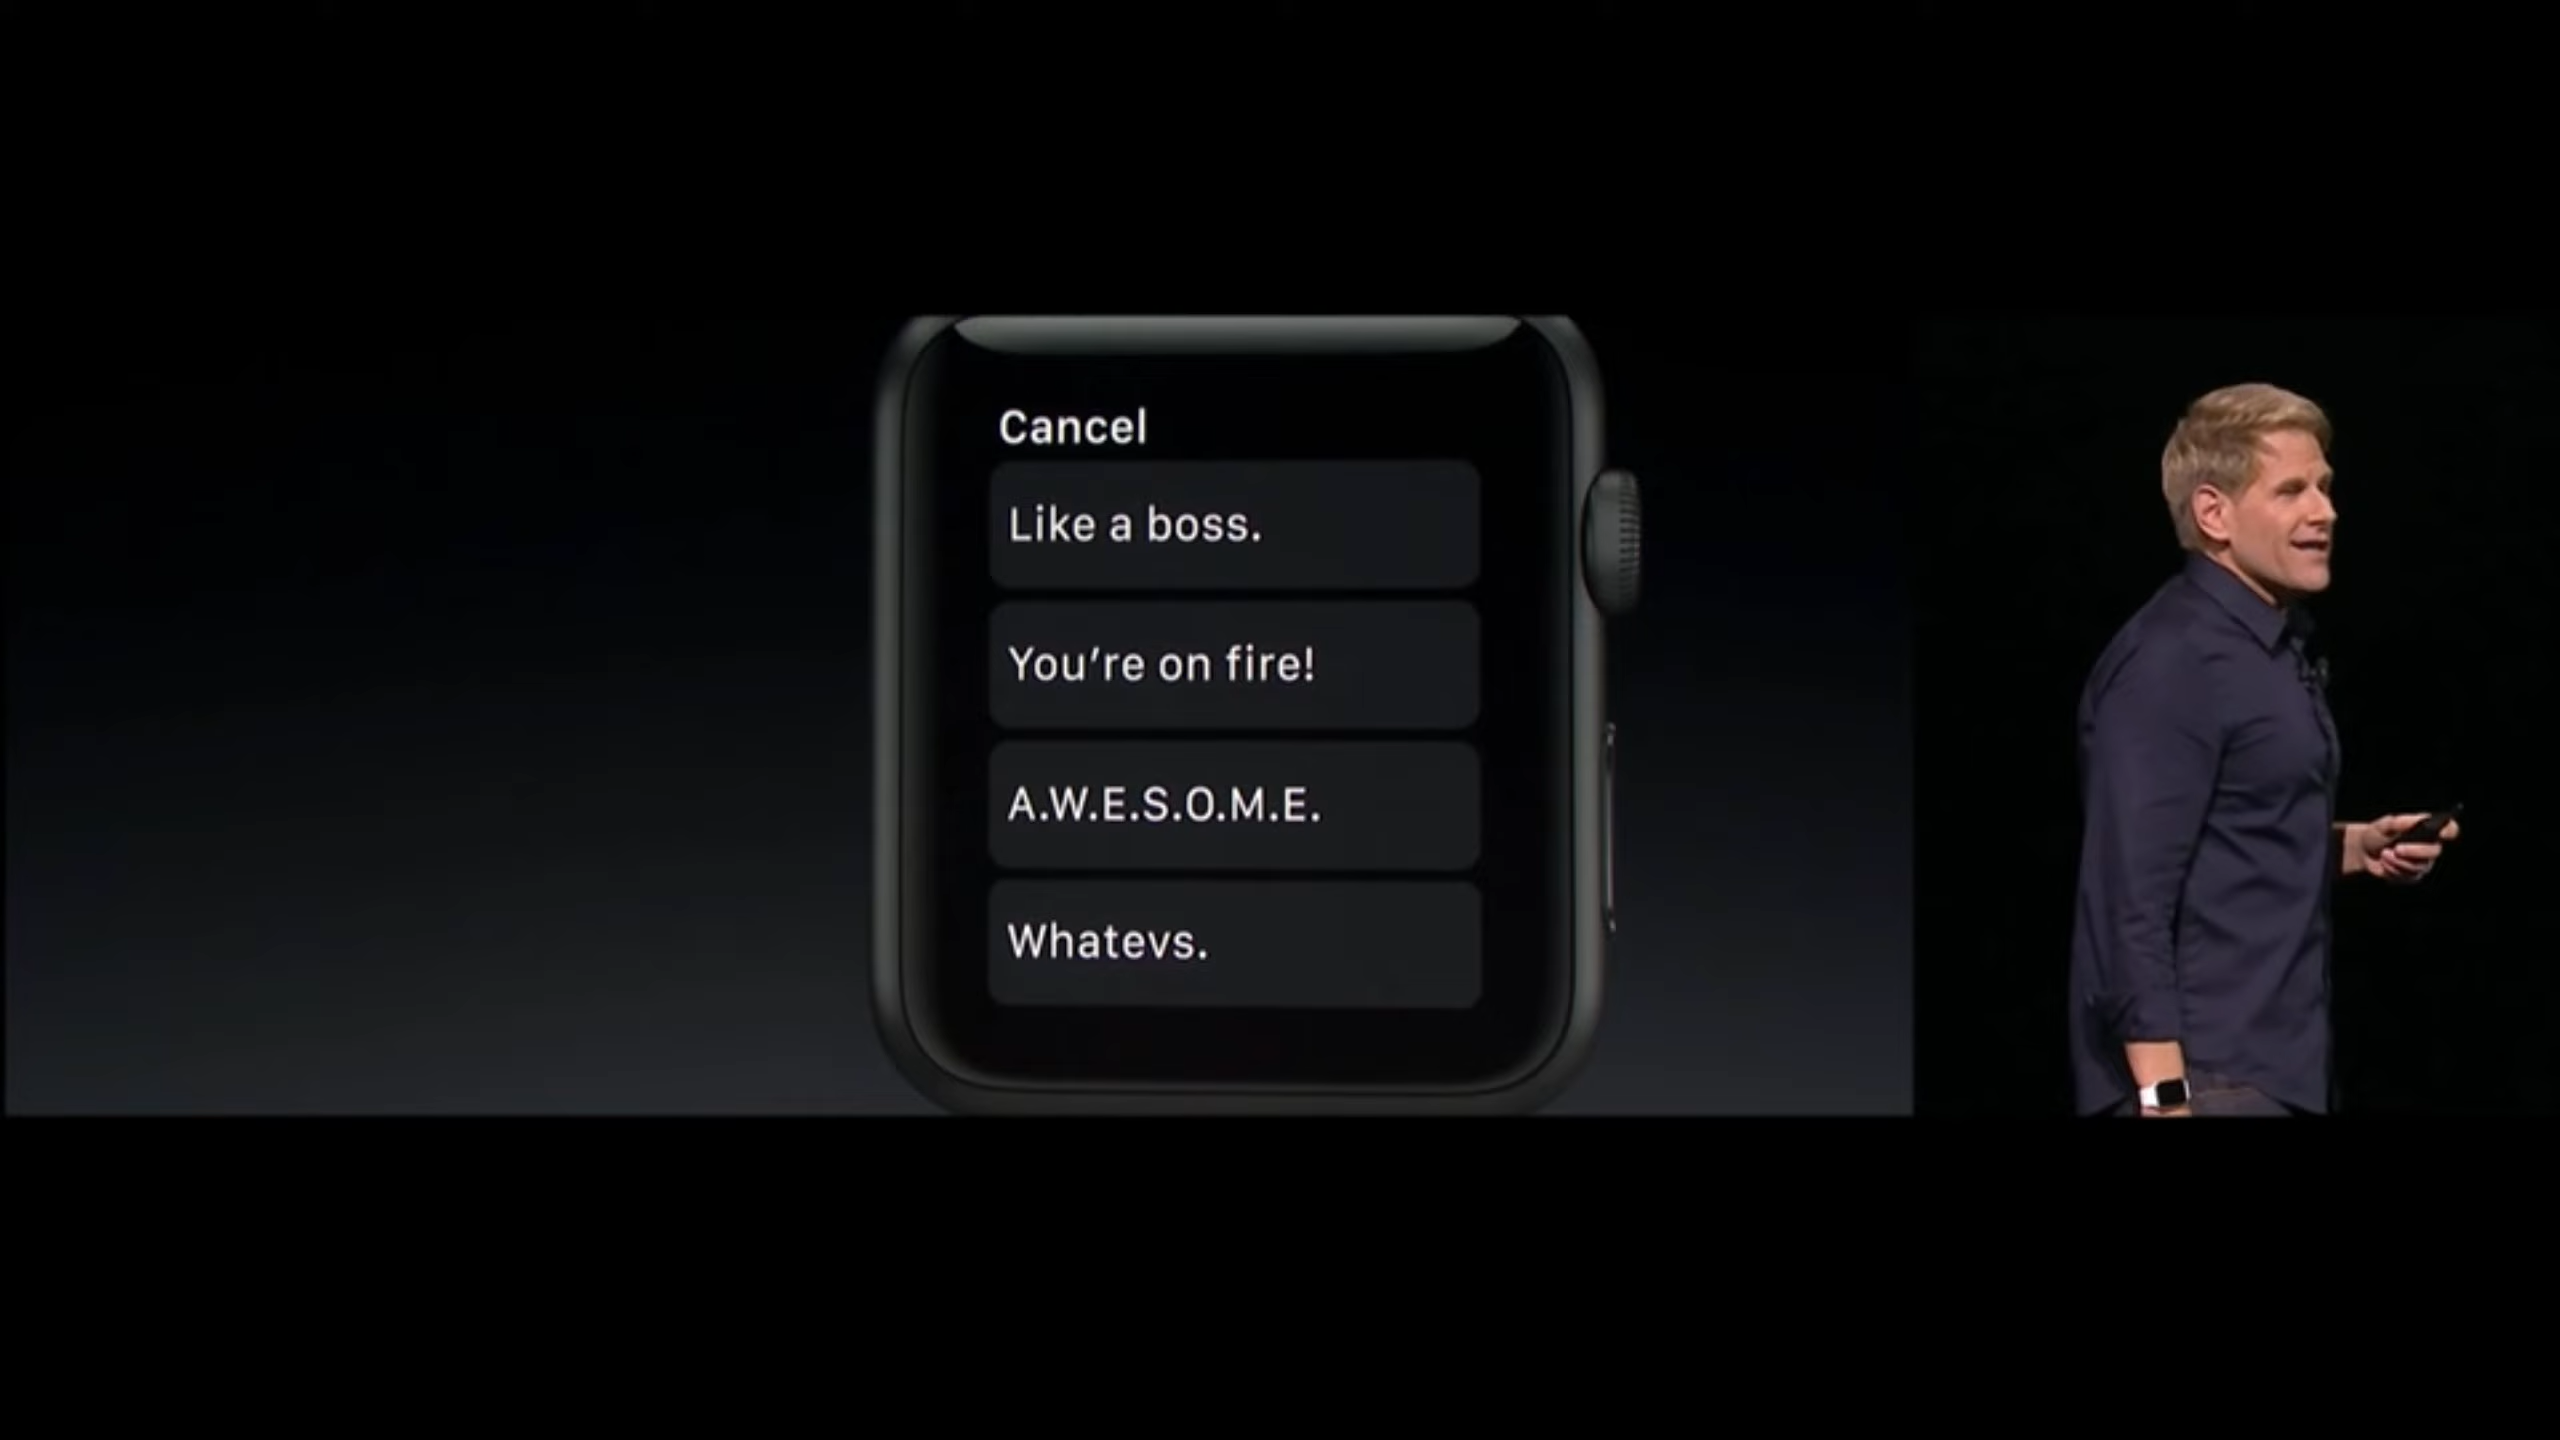 Cancel
Like a boss.
You're on fire!
A.W.E.S.O.M.E.
Whatevs.